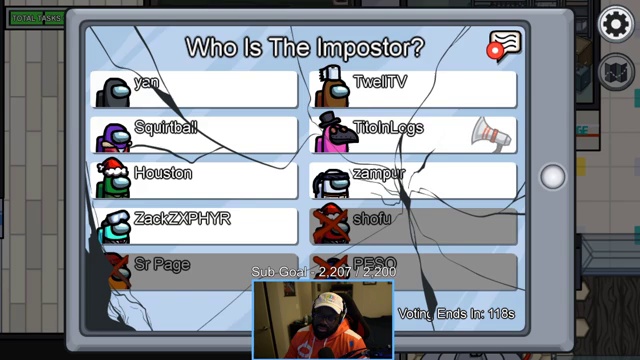 TOTAL TASKS
Who Is The Impostor?
yan
TwellTV
Squirtball
TitoInLogs
Houston
zampur
ZackZXPHYR
shofu
Sr Page
PESO
Sub Goal - 2,207 / 2,200
Voting Ends In: 118s